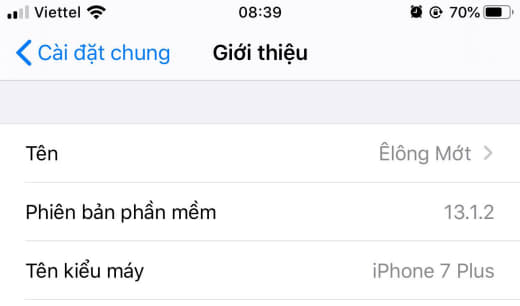 Viettel 08:39 70%
Cài đặt chung Giới thiệu
Tên Êlông Mớt
Phiên bản phần mềm 13.1.2
Tên kiểu máy iPhone 7 Plus